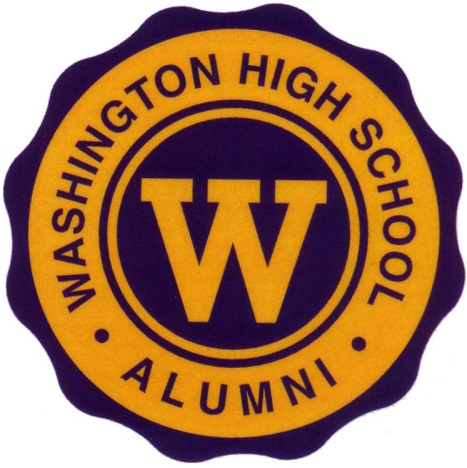 WASHINGTON HIGH SCHOOL
W
• ALUMNI •